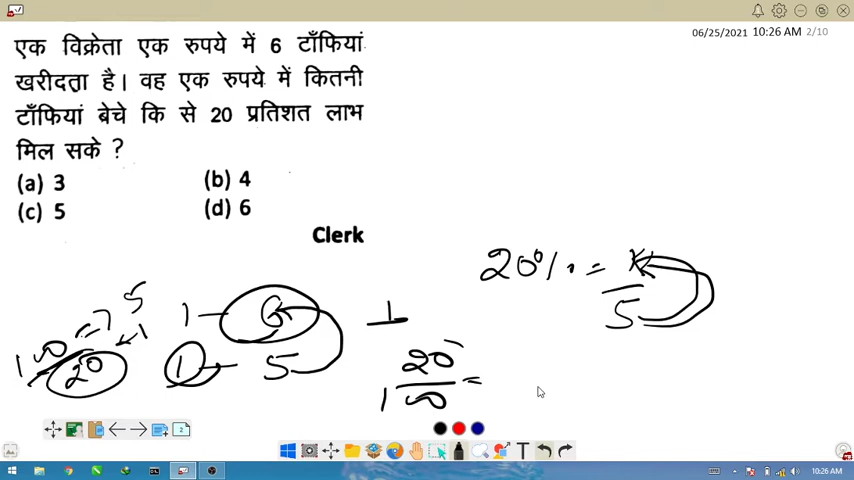 06/25/2021 10:26 AM 2/10
एक विक्रेता एक रुपये में 6 टॉफियां
खरीदता है। वह एक रुपये में कितनी
टॉफियां बेचे कि से 20 प्रतिशत लाभ
मिल सके ?
(a) 3 (b) 4
(c) 5 (d) 6
Clerk
20% =
5
1 — 6
1 5
1
20
100 =
100 = 5
20 1
2
10:26 AM